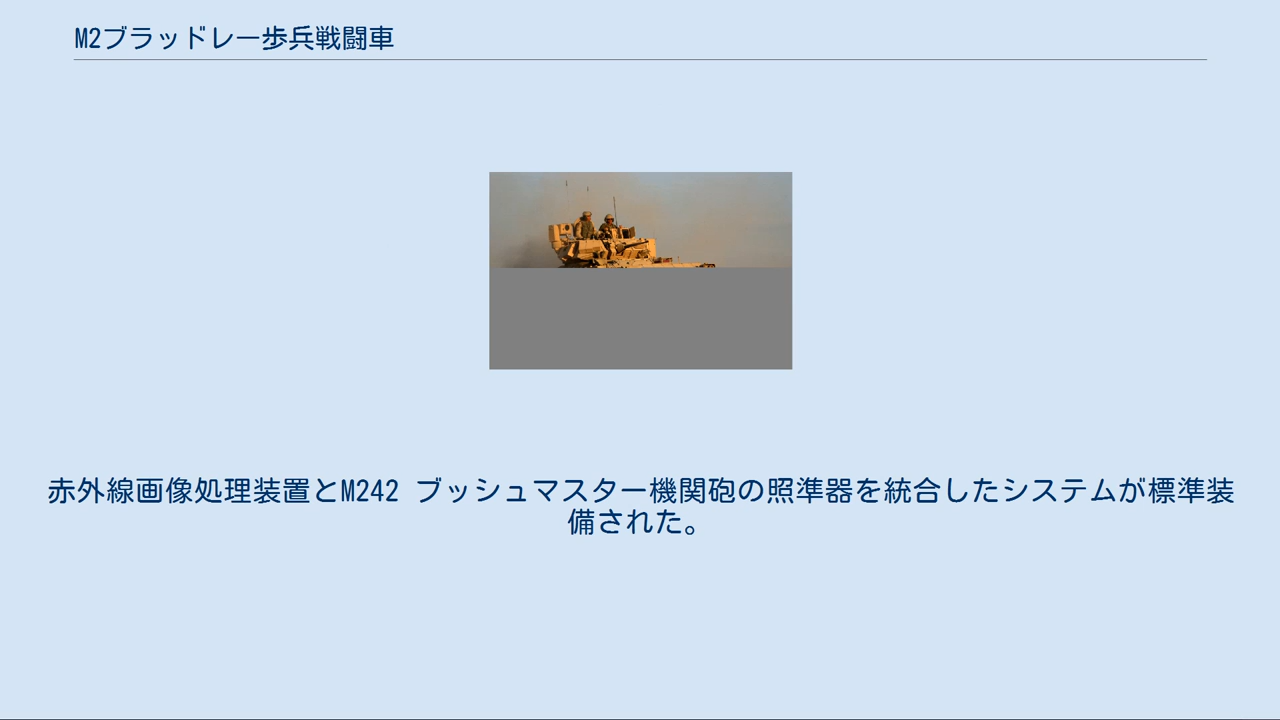 M2ブラッドレー歩兵戦闘車
赤外線画像処理装置とM242 ブッシュマスター機関砲の照準器を統合したシステムが標準装
備された。